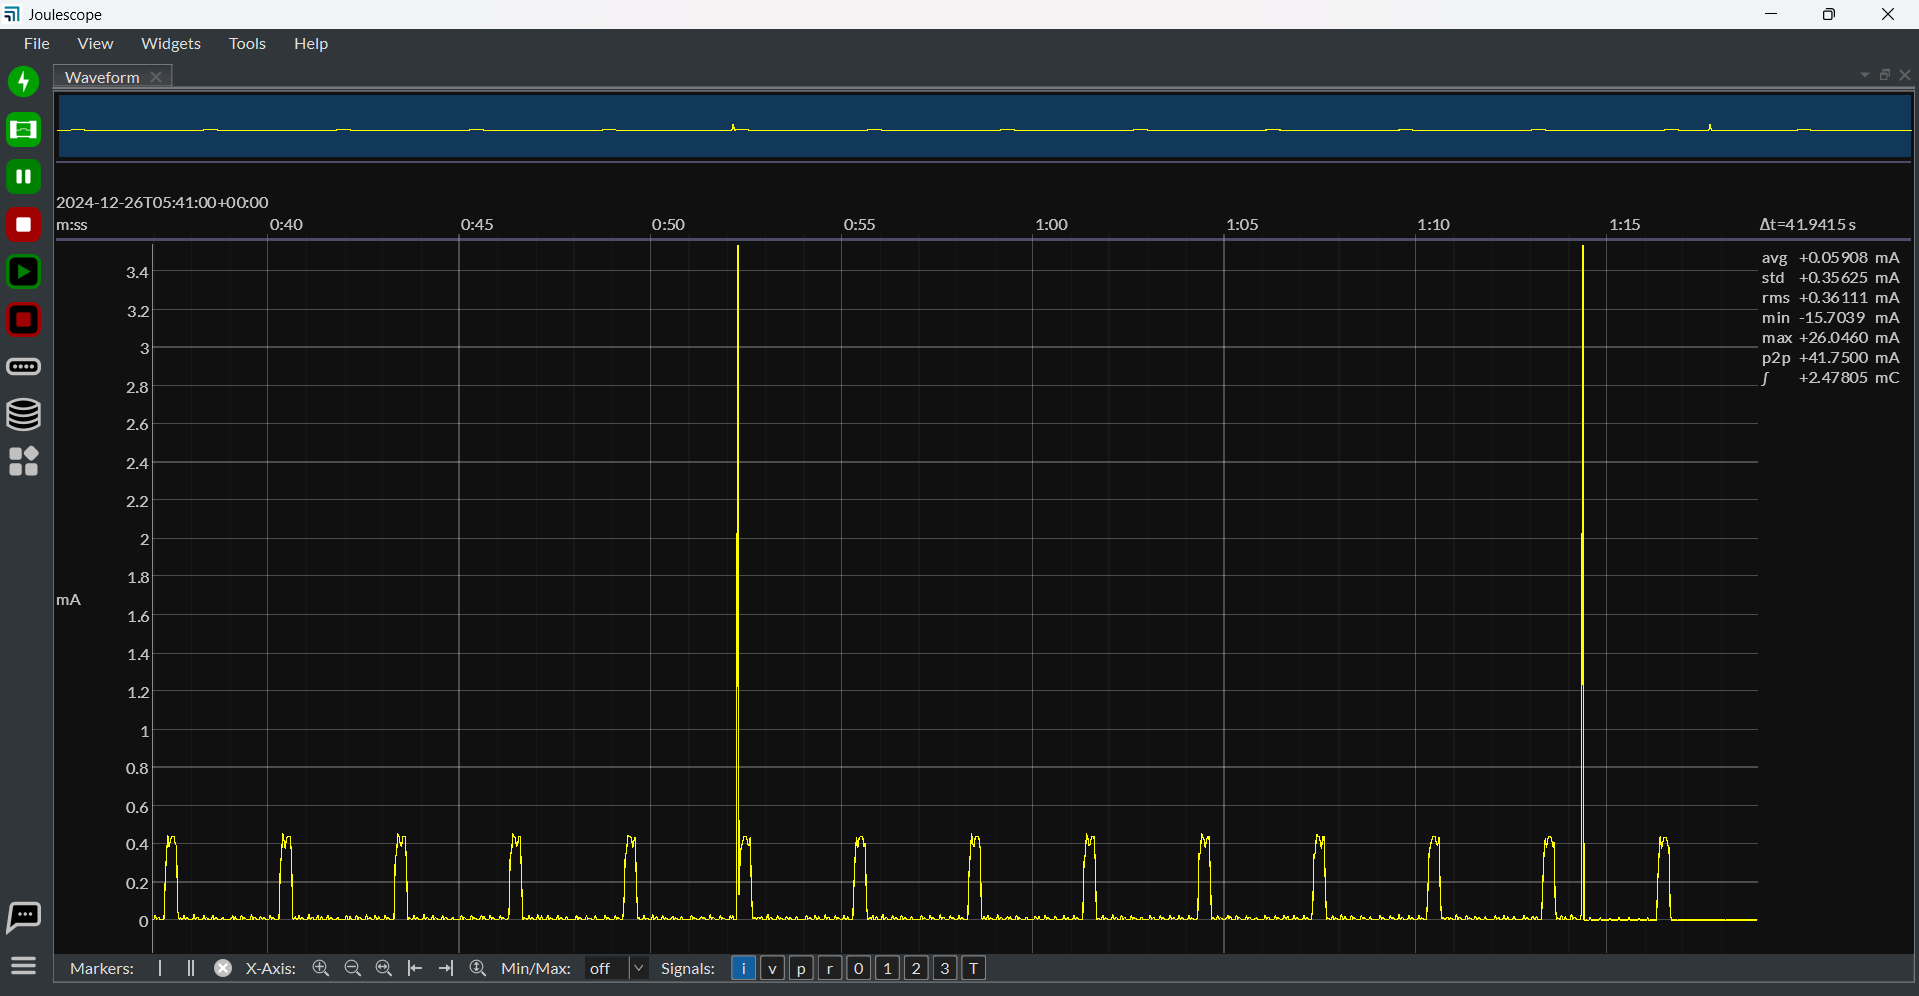 Joulescope
File View Widgets Tools Help
Waveform
2024-12-26T05:41:00+00:00
m:ss 0:40 0:45 0:50 0:55 1:00 1:05 1:10 1:15 Δt=41.9415 s
avg +0.05908 mA
std +0.35625 mA
rms +0.36111 mA
min -15.7039 mA
max +26.0460 mA
p2p +41.7500 mA
∫ +2.47805 mC
3.4
3.2
3
2.8
2.6
2.4
2.2
2
1.8
mA
1.6
1.4
1.2
1
0.8
0.6
0.4
0.2
0
Markers: X-Axis: Min/Max: off Signals: i v p r 0 1 2 3 T